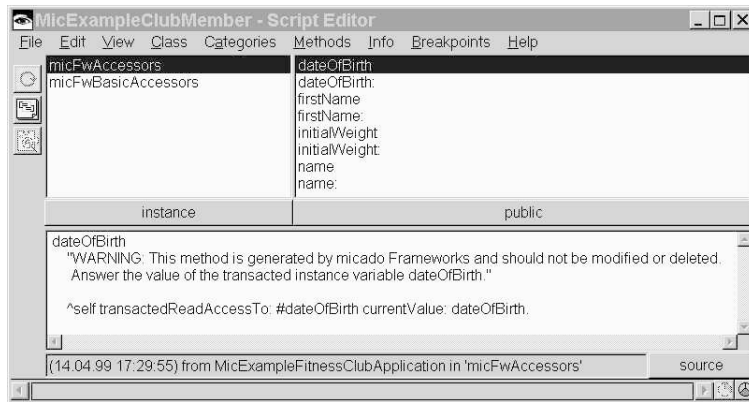 MicExampleClubMember - Script Editor
File Edit View Class Categories Methods Info Breakpoints Help
micFwAccessors
micFwBasicAccessors
dateOfBirth
dateOfBirth:
firstName
firstName:
initialWeight
initialWeight:
name
name:
instance
public
dateOfBirth
"WARNING: This method is generated by micado Frameworks and should not be modified or deleted.
Answer the value of the transacted instance variable dateOfBirth."
^self transactedReadAccessTo: #dateOfBirth currentValue: dateOfBirth.
(14.04.99 17:29:55) from MicExampleFitnessClubApplication in 'micFwAccessors'
source